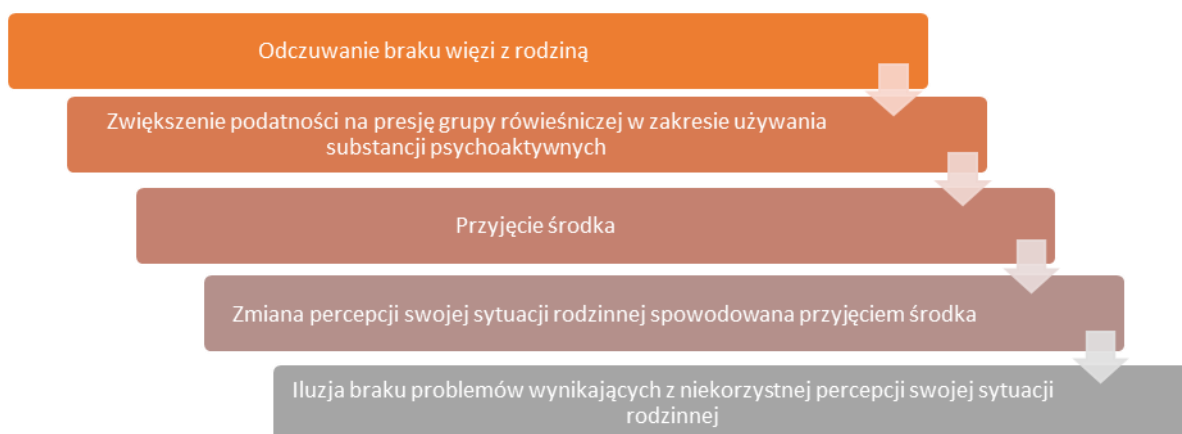 Odczuwanie braku więzi z rodziną
Zwiększenie podatności na presję grupy rówieśniczej w zakresie używania
substancji psychoaktywnych
Przyjęcie środka
Zmiana percepcji swojej sytuacji rodzinnej spowodowana przyjęciem środka
Iluzja braku problemów wynikających z niekorzystnej percepcji swojej sytuacji
rodzinnej